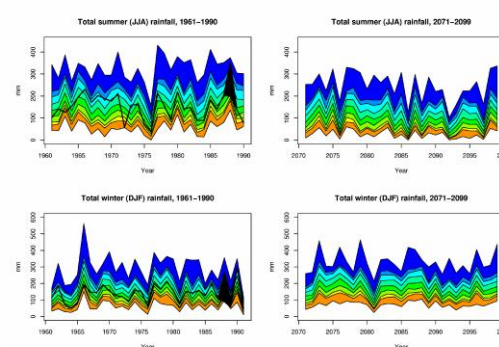 Total summer (JJA) rainfall, 1961−1990
mm
0 100 200 300 400
1960 1965 1970 1975 1980 1985 1990
Year
Total summer (JJA) rainfall, 2071−2099
mm
0 100 200 300 400
2070 2075 2080 2085 2090 2095
Year
Total winter (DJF) rainfall, 1961−1990
mm
0 100 200 300 400 500 600
1960 1965 1970 1975 1980 1985 1990
Year
Total winter (DJF) rainfall, 2071−2099
mm
0 100 200 300 400 500 600
2070 2075 2080 2085 2090 2095
Year